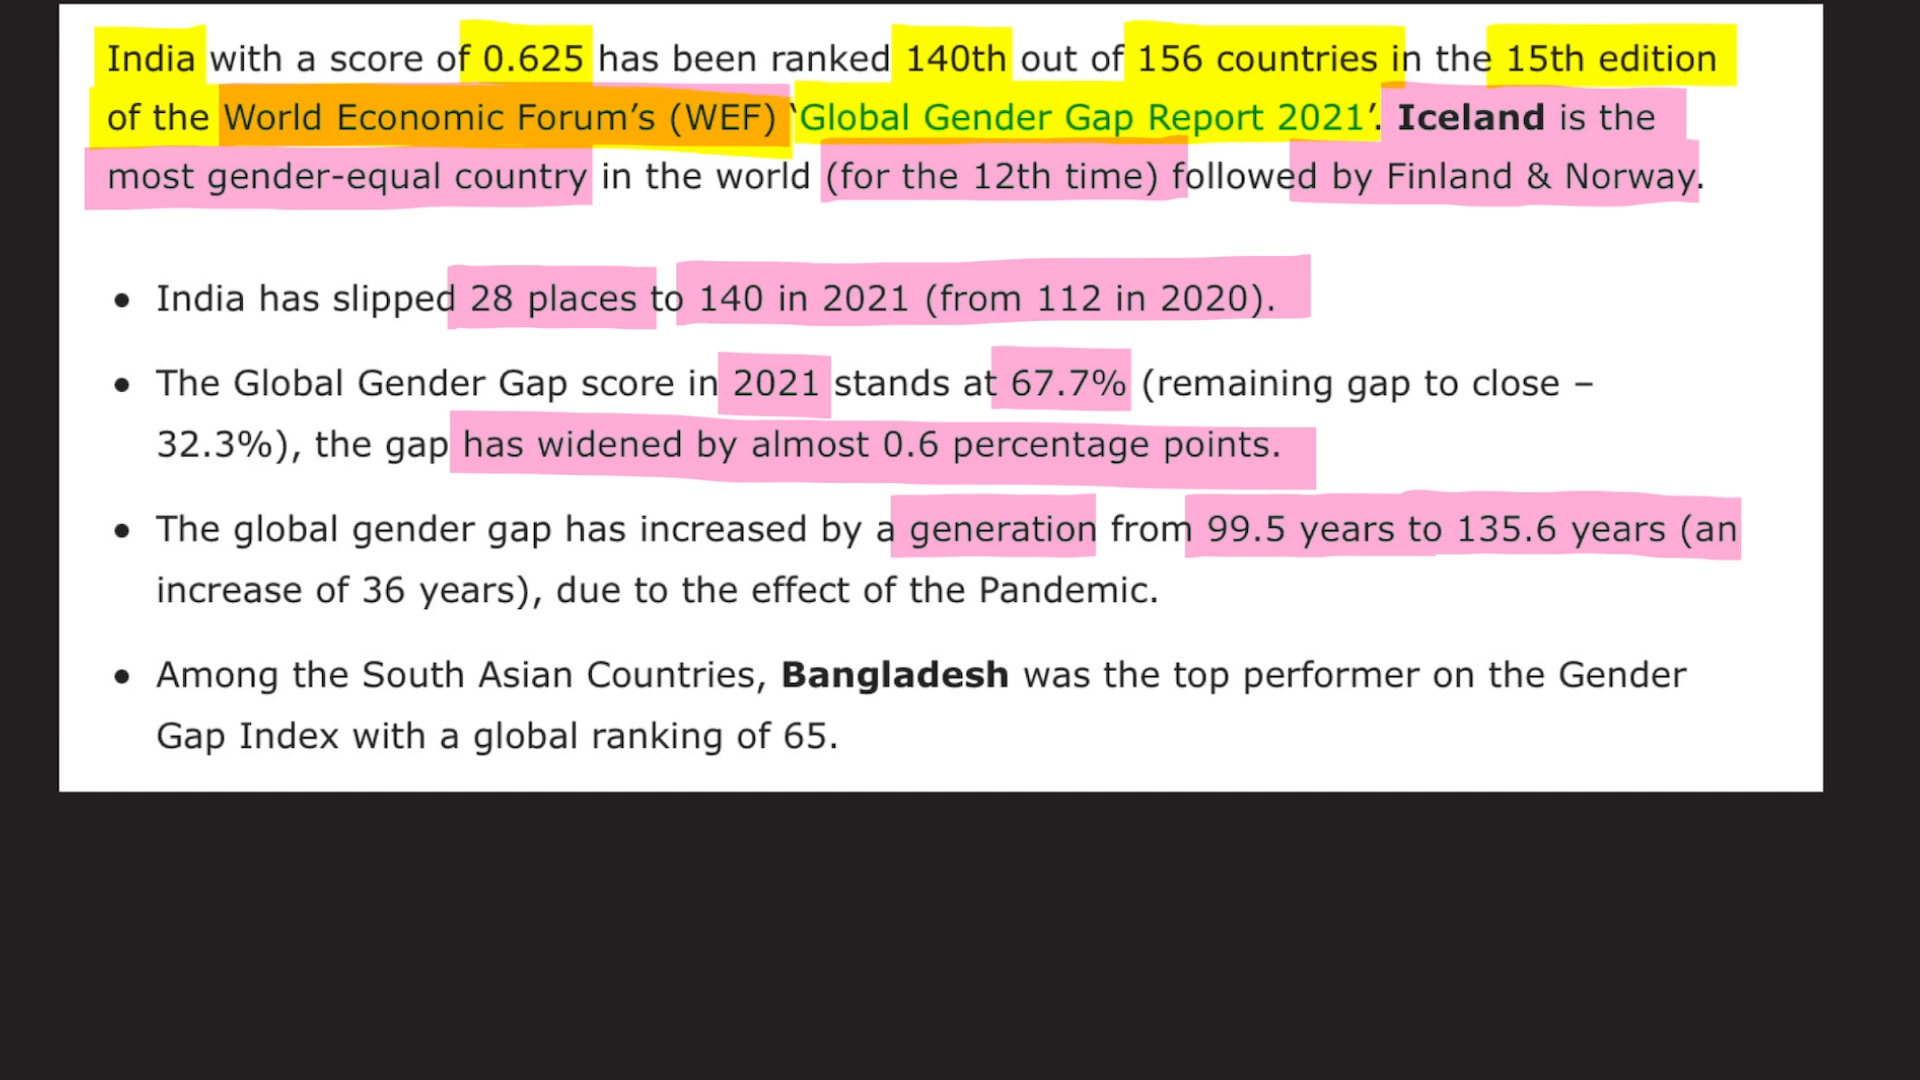 India with a score of 0.625 has been ranked 140th out of 156 countries in the 15th edition
of the World Economic Forum’s (WEF) ‘Global Gender Gap Report 2021’. Iceland is the
most gender-equal country in the world (for the 12th time) followed by Finland & Norway.
• India has slipped 28 places to 140 in 2021 (from 112 in 2020).
• The Global Gender Gap score in 2021 stands at 67.7% (remaining gap to close –
32.3%), the gap has widened by almost 0.6 percentage points.
• The global gender gap has increased by a generation from 99.5 years to 135.6 years (an
increase of 36 years), due to the effect of the Pandemic.
• Among the South Asian Countries, Bangladesh was the top performer on the Gender
Gap Index with a global ranking of 65.